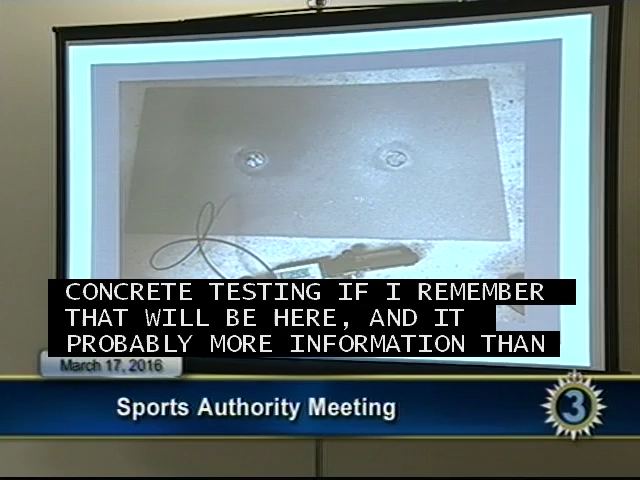 CONCRETE TESTING IF I REMEMBER
THAT WILL BE HERE, AND IT
PROBABLY MORE INFORMATION THAN
March 17, 2016
Sports Authority Meeting
3